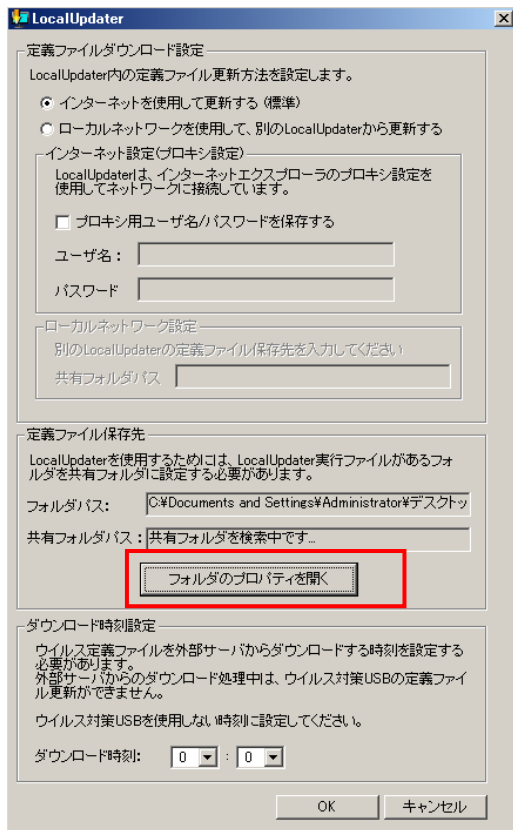 LocalUpdater
定義ファイルダウンロード設定
LocalUpdater内の定義ファイル更新方法を設定します。
インターネットを使用して更新する (標準)
ローカルネットワークを使用して、別のLocalUpdaterから更新する
インターネット設定(プロキシ設定)
LocalUpdaterは、インターネットエクスプローラのプロキシ設定を
使用してネットワークに接続しています。
プロキシ用ユーザ名/パスワードを保存する
ユーザ名:
パスワード
ローカルネットワーク設定
別のLocalUpdaterの定義ファイル保存先を入力してください
共有フォルダパス
定義ファイル保存先
LocalUpdaterを使用するためには、LocalUpdater実行ファイルがあるフォ
ルダを共有フォルダに設定する必要があります。
フォルダパス: C:¥Documents and Settings¥Administrator¥デスクトッ
共有フォルダパス: 共有フォルダを検索中です...
フォルダのプロパティを開く
ダウンロード時刻設定
ウイルス定義ファイルを外部サーバからダウンロードする時刻を設定する
必要があります。
外部サーバからのダウンロード処理中は、ウイルス対策USBの定義ファイ
ル更新ができません。
ウイルス対策USBを使用しない時刻に設定してください。
ダウンロード時刻: 0 : 0
OK キャンセル